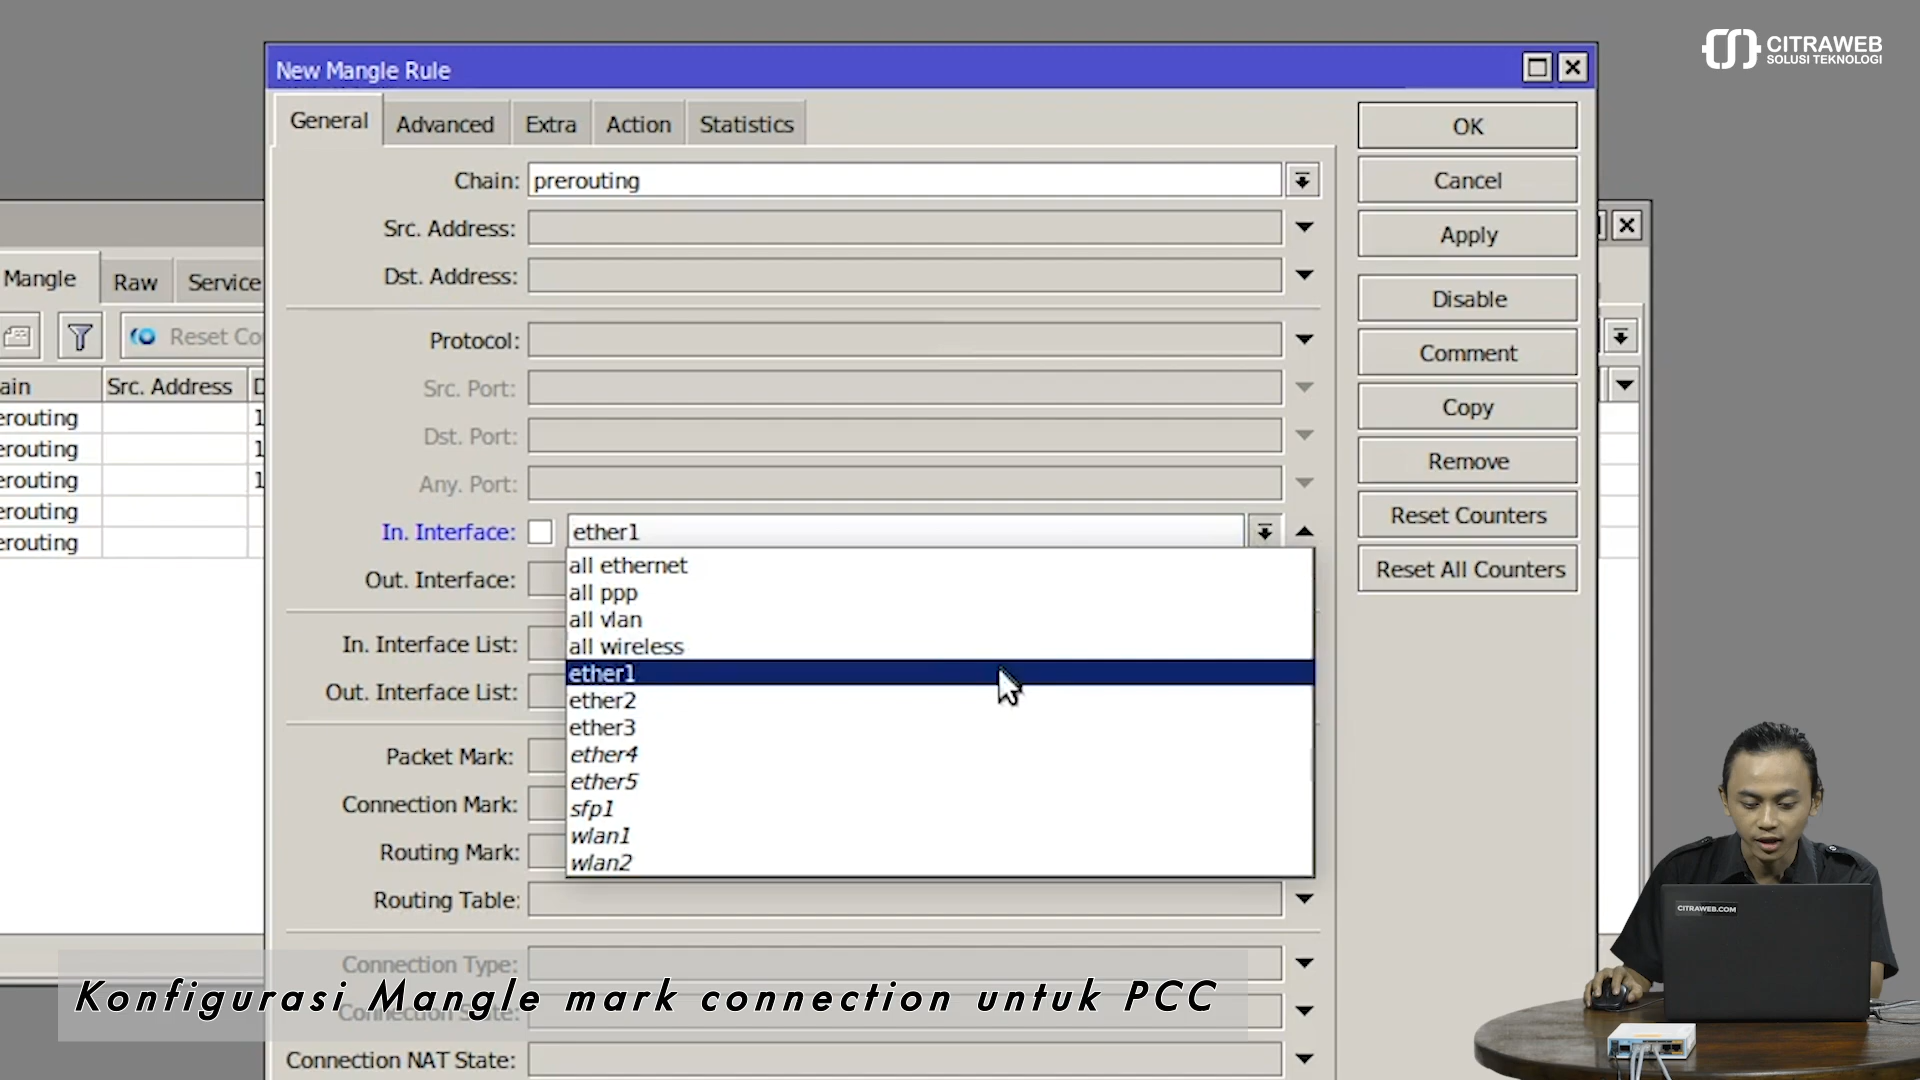 CITRAWEB
SOLUSI TEKNOLOGI
New Mangle Rule
General Advanced Extra Action Statistics
OK
Chain: prerouting
Cancel
Src. Address:
Apply
Dst. Address:
Mangle Raw Service
Disable
Protocol:
Reset Co
Comment
Src. Port:
ain Src. Address D
Copy
erouting 1
Dst. Port:
erouting 1
Remove
erouting 1
Any. Port:
erouting
Reset Counters
In. Interface: ether1
erouting
all ethernet
Reset All Counters
Out. Interface:
all ppp
all vlan
In. Interface List:
all wireless
ether1
Out. Interface List:
ether2
ether3
Packet Mark:
ether4
ether5
Connection Mark:
sfp1
wlan1
Routing Mark:
wlan2
Routing Table:
CITRAWEB.COM
Connection Type:
Konfigurasi Mangle mark connection untuk PCC
Connection State:
Connection NAT State: